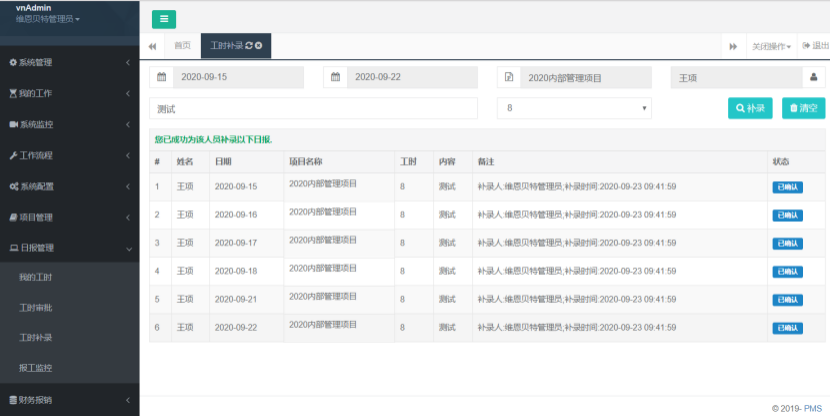 vnAdmin
维恩贝特管理员
系统管理
我的工作
系统监控
工作流程
系统配置
项目管理
日报管理
我的工时
工时审批
工时补录
报工监控
财务报销
首页 工时补录 关闭操作 退出
2020-09-15 2020-09-22 2020内部管理项目 王项
测试 8 补录 清空
您已成功为该人员补录以下日报.
# 姓名 日期 项目名称 工时 内容 备注 状态
1 王项 2020-09-15 2020内部管理项目 8 测试 补录人:维恩贝特管理员;补录时间:2020-09-23 09:41:59 已确认
2 王项 2020-09-16 2020内部管理项目 8 测试 补录人:维恩贝特管理员;补录时间:2020-09-23 09:41:59 已确认
3 王项 2020-09-17 2020内部管理项目 8 测试 补录人:维恩贝特管理员;补录时间:2020-09-23 09:41:59 已确认
4 王项 2020-09-18 2020内部管理项目 8 测试 补录人:维恩贝特管理员;补录时间:2020-09-23 09:41:59 已确认
5 王项 2020-09-21 2020内部管理项目 8 测试 补录人:维恩贝特管理员;补录时间:2020-09-23 09:41:59 已确认
6 王项 2020-09-22 2020内部管理项目 8 测试 补录人:维恩贝特管理员;补录时间:2020-09-23 09:41:59 已确认
© 2019- PMS